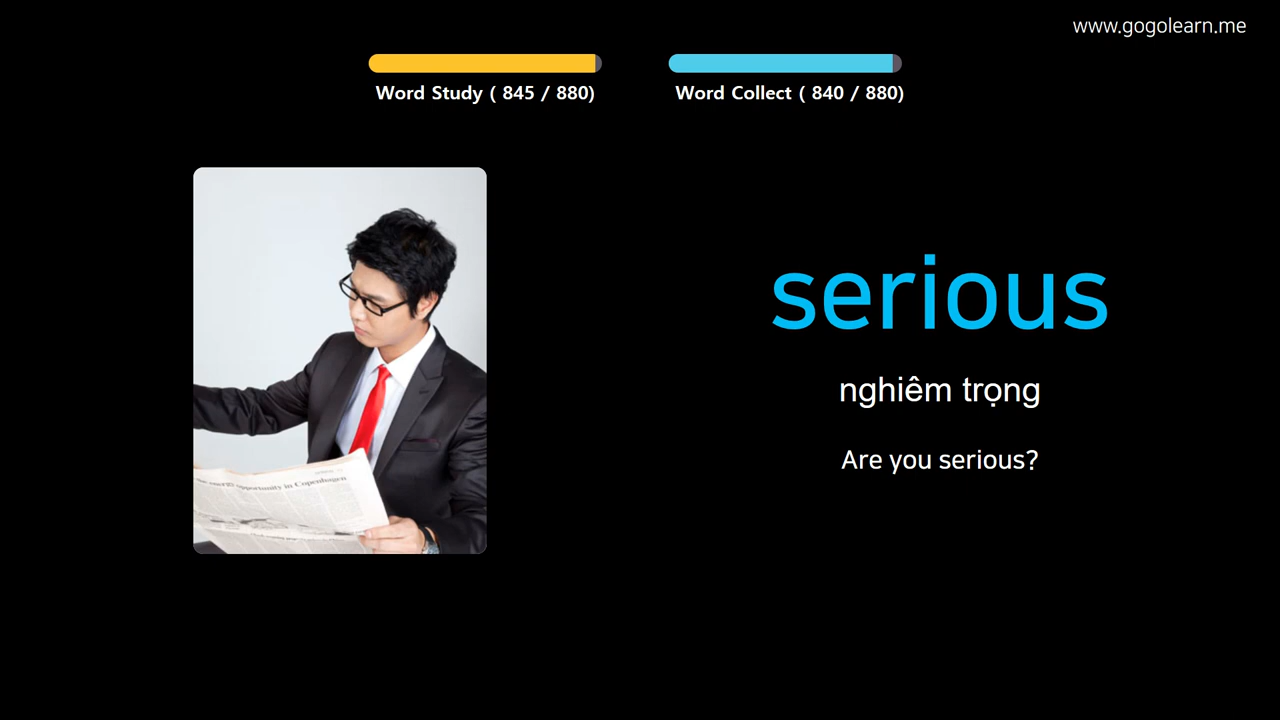 www.gogolearn.me
Word Study ( 845 / 880)
Word Collect ( 840 / 880)
serious
nghiêm trọng
Are you serious?
opportunity in Copenhagen